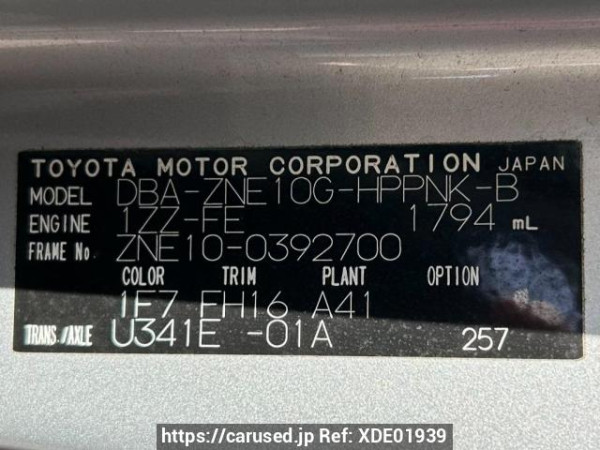 TOYOTA MOTOR CORPORATION JAPAN
MODEL DBA-ZNE10G-HPPNK-B
ENGINE 1ZZ-FE 1794 mL
FRAME No. ZNE10-0392700
COLOR TRIM PLANT OPTION
1F7 FH16 A41
TRANS./AXLE U341E -01A 257
https://carused.jp Ref: XDE01939